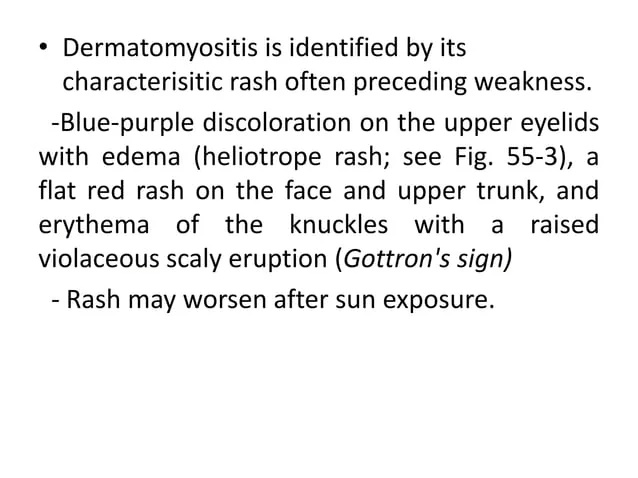 • Dermatomyositis is identified by its
characterisitic rash often preceding weakness.
-Blue-purple discoloration on the upper eyelids
with edema (heliotrope rash; see Fig. 55-3), a
flat red rash on the face and upper trunk, and
erythema of the knuckles with a raised
violaceous scaly eruption (Gottron's sign)
- Rash may worsen after sun exposure.